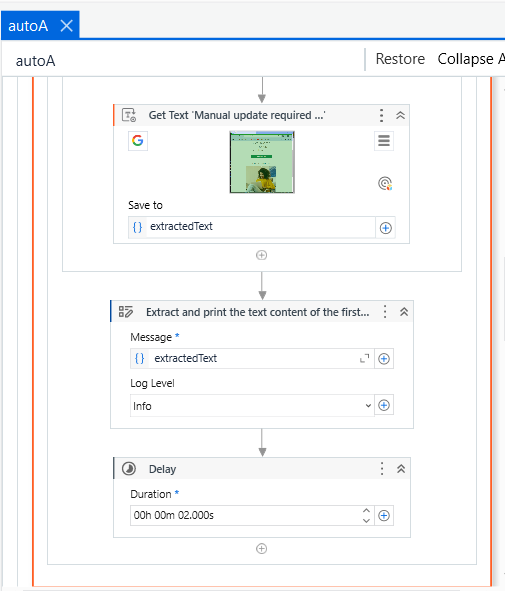 autoA
autoA
Restore
Collapse A
Get Text 'Manual update required ...'
Save to
{} extractedText
Extract and print the text content of the first...
Message *
{} extractedText
Log Level
Info
Delay
Duration *
00h 00m 02.000s